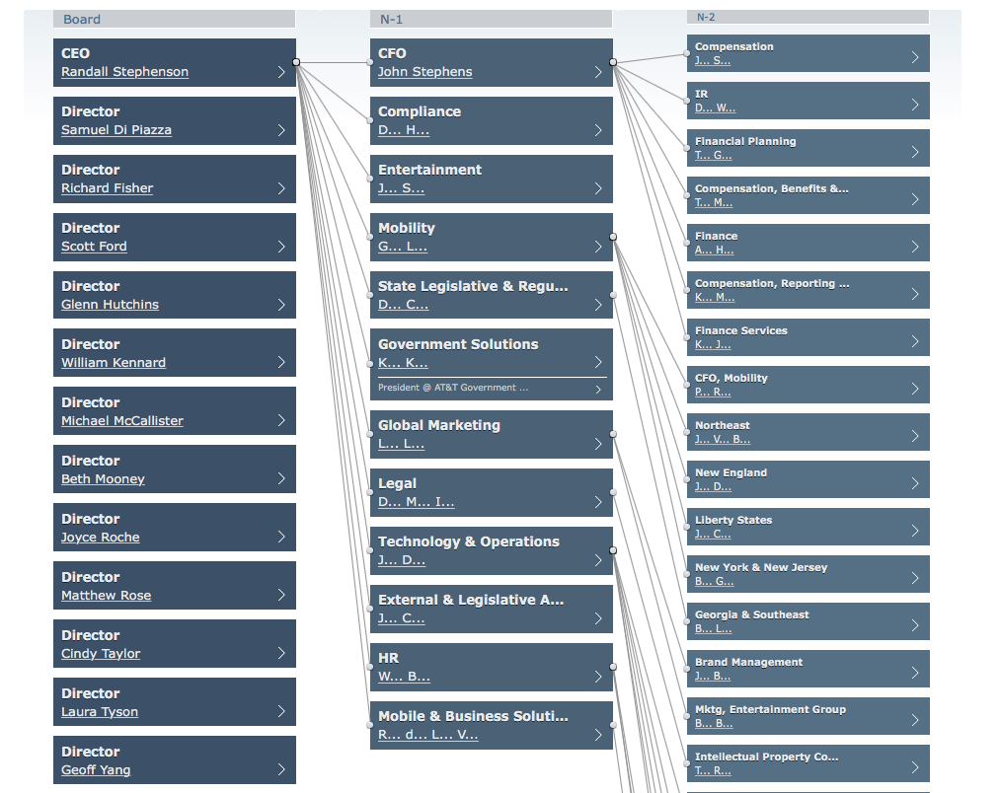 Board
CEO
Randall Stephenson
Director
Samuel Di Piazza
Director
Richard Fisher
Director
Scott Ford
Director
Glenn Hutchins
Director
William Kennard
Director
Michael McCallister
Director
Beth Mooney
Director
Joyce Roche
Director
Matthew Rose
Director
Cindy Taylor
Director
Laura Tyson
Director
Geoff Yang
N-1
CFO
John Stephens
Compliance
D... H...
Entertainment
J... S...
Mobility
G... L...
State Legislative & Regu...
D... C...
Government Solutions
K... K...
President @ AT&T Government ...
Global Marketing
L... L...
Legal
D... M... I...
Technology & Operations
J... D...
External & Legislative A...
J... C...
HR
W... B...
Mobile & Business Soluti...
R... d... L... V...
N-2
Compensation
J... S...
IR
D... W...
Financial Planning
T... G...
Compensation, Benefits &...
T... M...
Finance
A... H...
Compensation, Reporting ...
K... M...
Finance Services
K... J...
CFO, Mobility
P... R...
Northeast
J... V... B...
New England
J... D...
Liberty States
J... C...
New York & New Jersey
B... G...
Georgia & Southeast
B... L...
Brand Management
J... B...
Mktg, Entertainment Group
B... B...
Intellectual Property Co...
T... R...